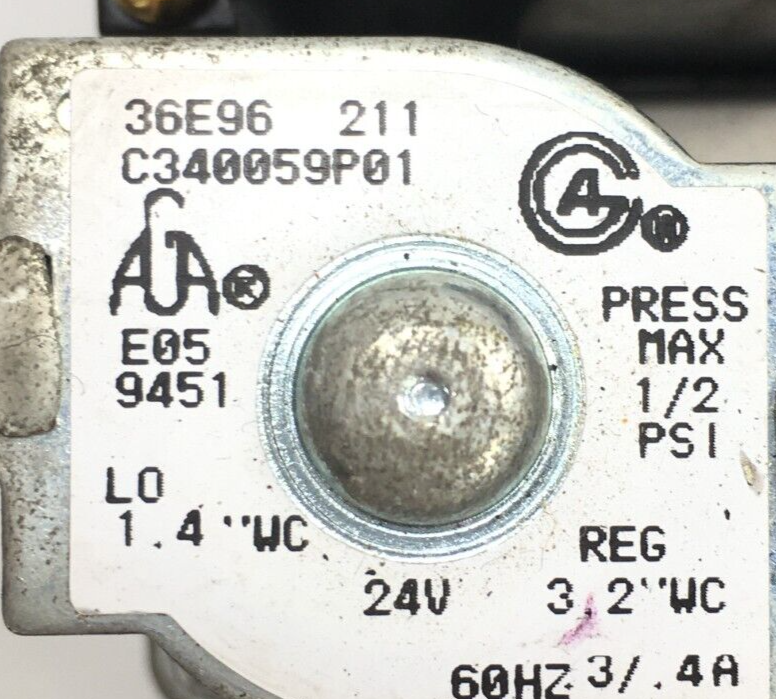 36E96 211
C340059P01
AGA ®
E05
9451
PRESS
MAX
1/2
PSI
LO
1.4 "WC
REG
3.2"WC
24V
60HZ 3/.4A